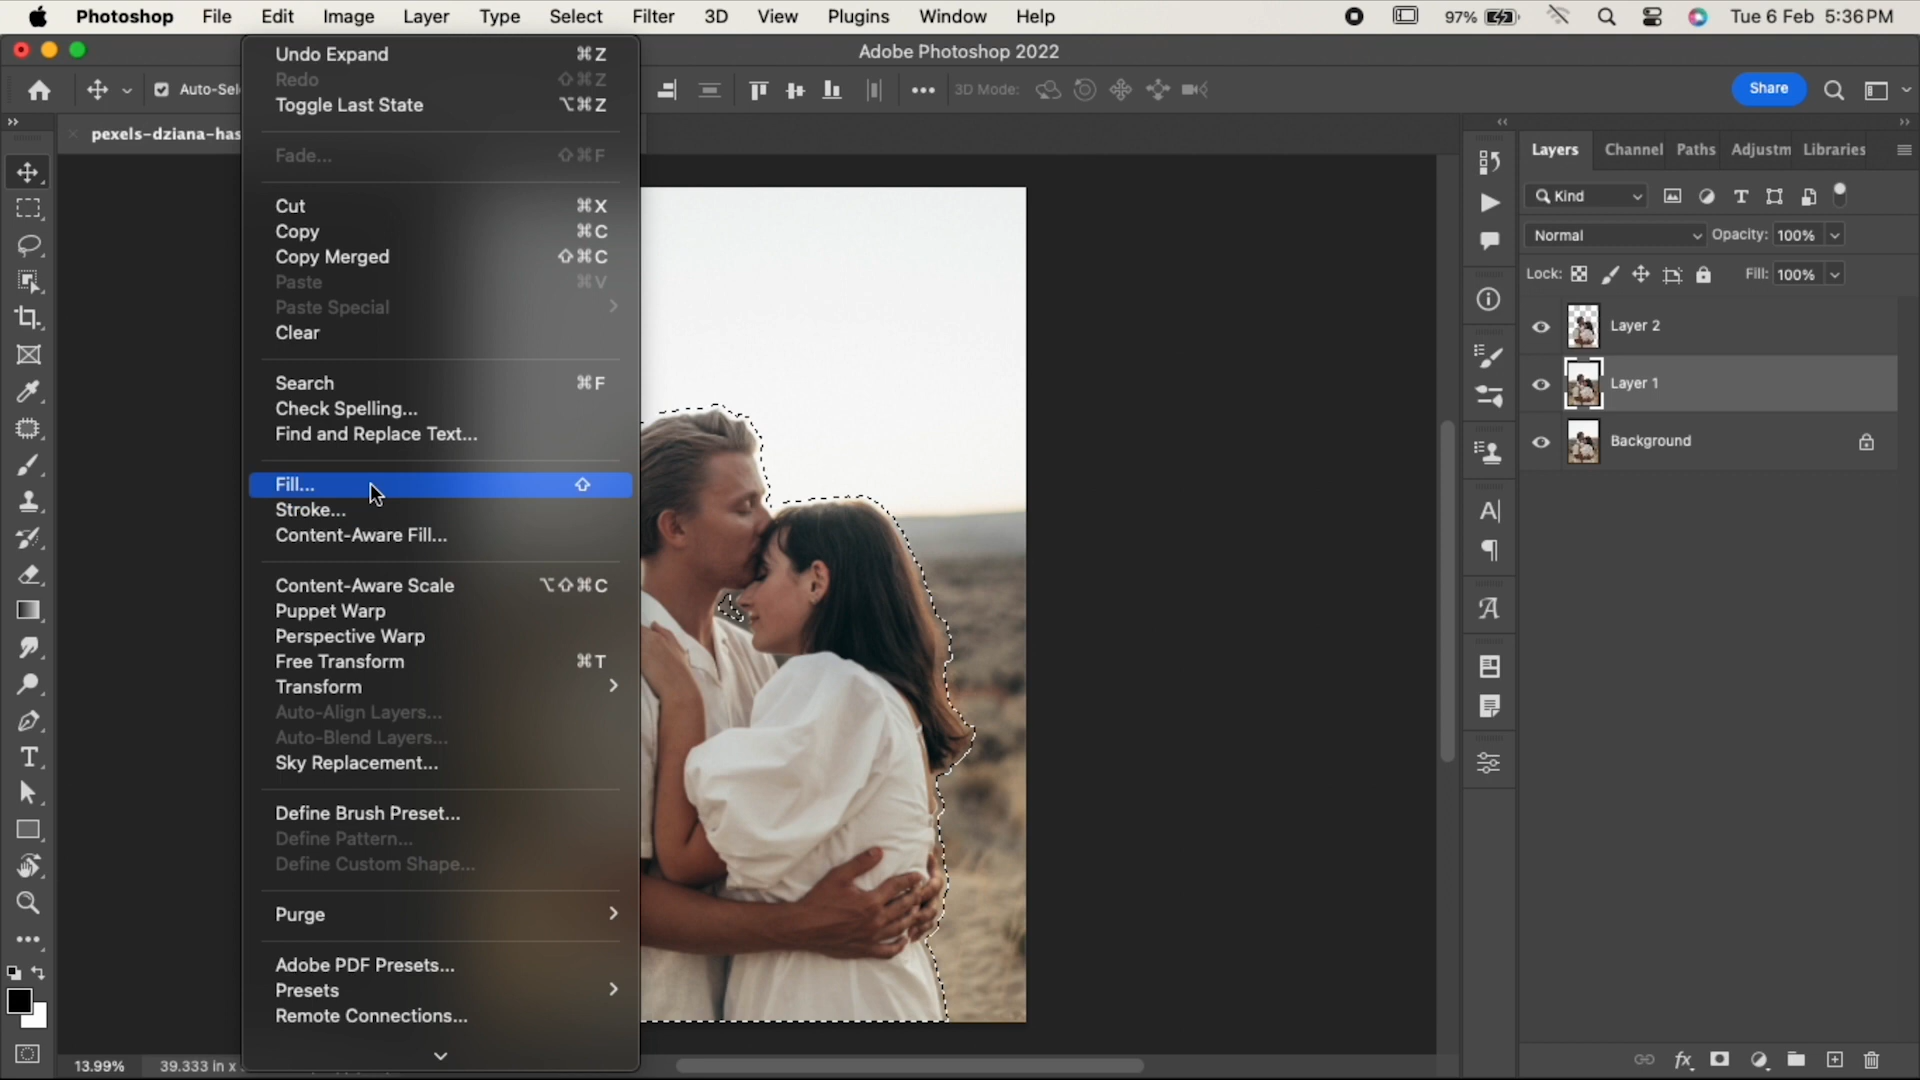 Photoshop File Edit Image Layer Type Select Filter 3D View Plugins Window Help 97% Tue 6 Feb 5:36PM
Adobe Photoshop 2022
Auto-Sel 3D Mode: Share
pexels-dziana-has
Undo Expand ⌘Z
Redo ⇧⌘Z
Toggle Last State ⌥⌘Z
Fade... ⇧⌘F
Cut ⌘X
Copy ⌘C
Copy Merged ⇧⌘C
Paste ⌘V
Paste Special
Clear
Search ⌘F
Check Spelling...
Find and Replace Text...
Fill... ⇧
Stroke...
Content-Aware Fill...
Content-Aware Scale ⌥⇧⌘C
Puppet Warp
Perspective Warp
Free Transform ⌘T
Transform
Auto-Align Layers...
Auto-Blend Layers...
Sky Replacement...
Define Brush Preset...
Define Pattern...
Define Custom Shape...
Purge
Adobe PDF Presets...
Presets
Remote Connections...
Layers Channel Paths Adjustm Libraries
Kind
Normal Opacity: 100%
Lock: Fill: 100%
Layer 2
Layer 1
Background
13.99% 39.333 in x